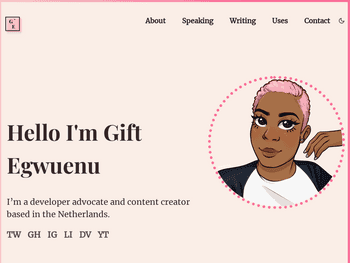 G
E
About Speaking Writing Uses Contact
Hello I'm Gift
Egwuenu
I'm a developer advocate and content creator
based in the Netherlands.
TW GH IG LI DV YT